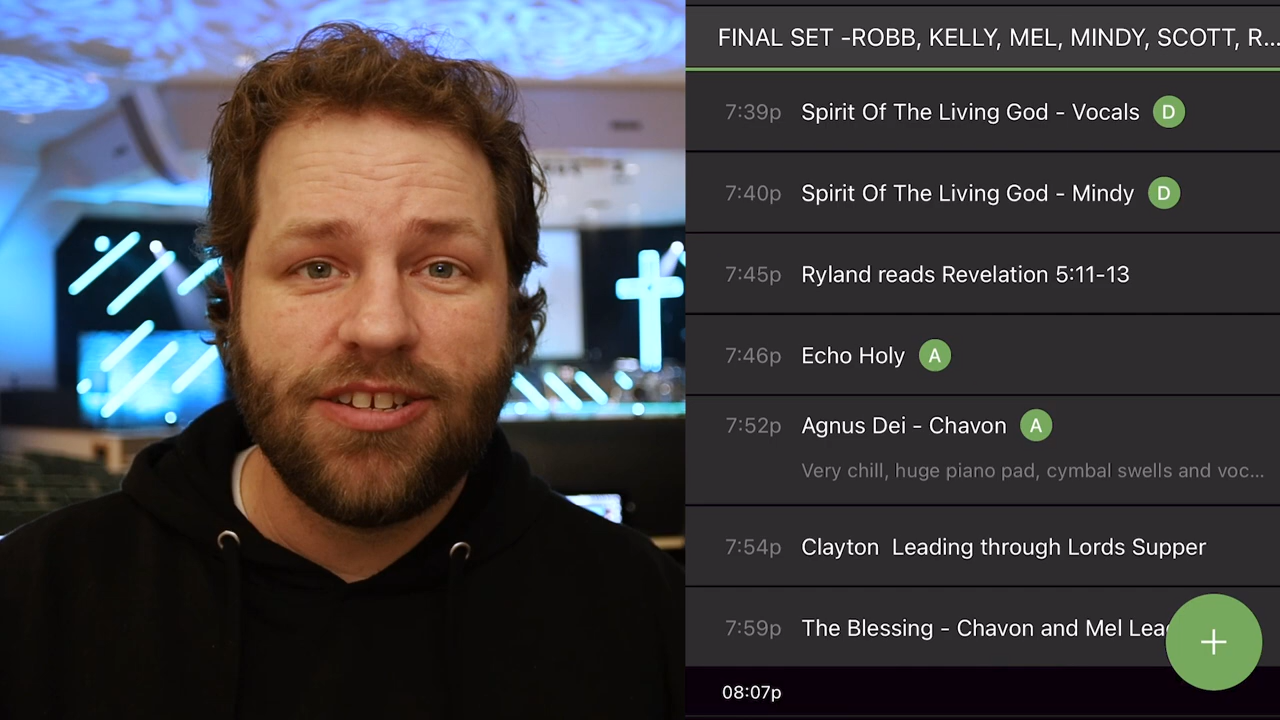 FINAL SET -ROBB, KELLY, MEL, MINDY, SCOTT, R...
7:39p Spirit Of The Living God - Vocals D
7:40p Spirit Of The Living God - Mindy D
7:45p Ryland reads Revelation 5:11-13
7:46p Echo Holy A
7:52p Agnus Dei - Chavon A
Very chill, huge piano pad, cymbal swells and voc...
7:54p Clayton  Leading through Lords Supper
7:59p The Blessing - Chavon and Mel Lea
+
08:07p